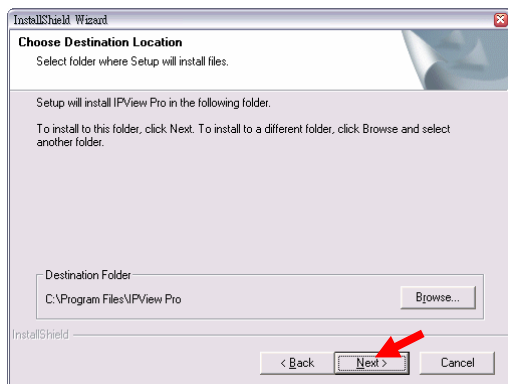 InstallShield Wizard
Choose Destination Location
Select folder where Setup will install files.
Setup will install IPView Pro in the following folder.
To install to this folder, click Next. To install to a different folder, click Browse and select
another folder.
Destination Folder
C:\Program Files\IPView Pro
Browse...
InstallShield
< Back
Next >
Cancel